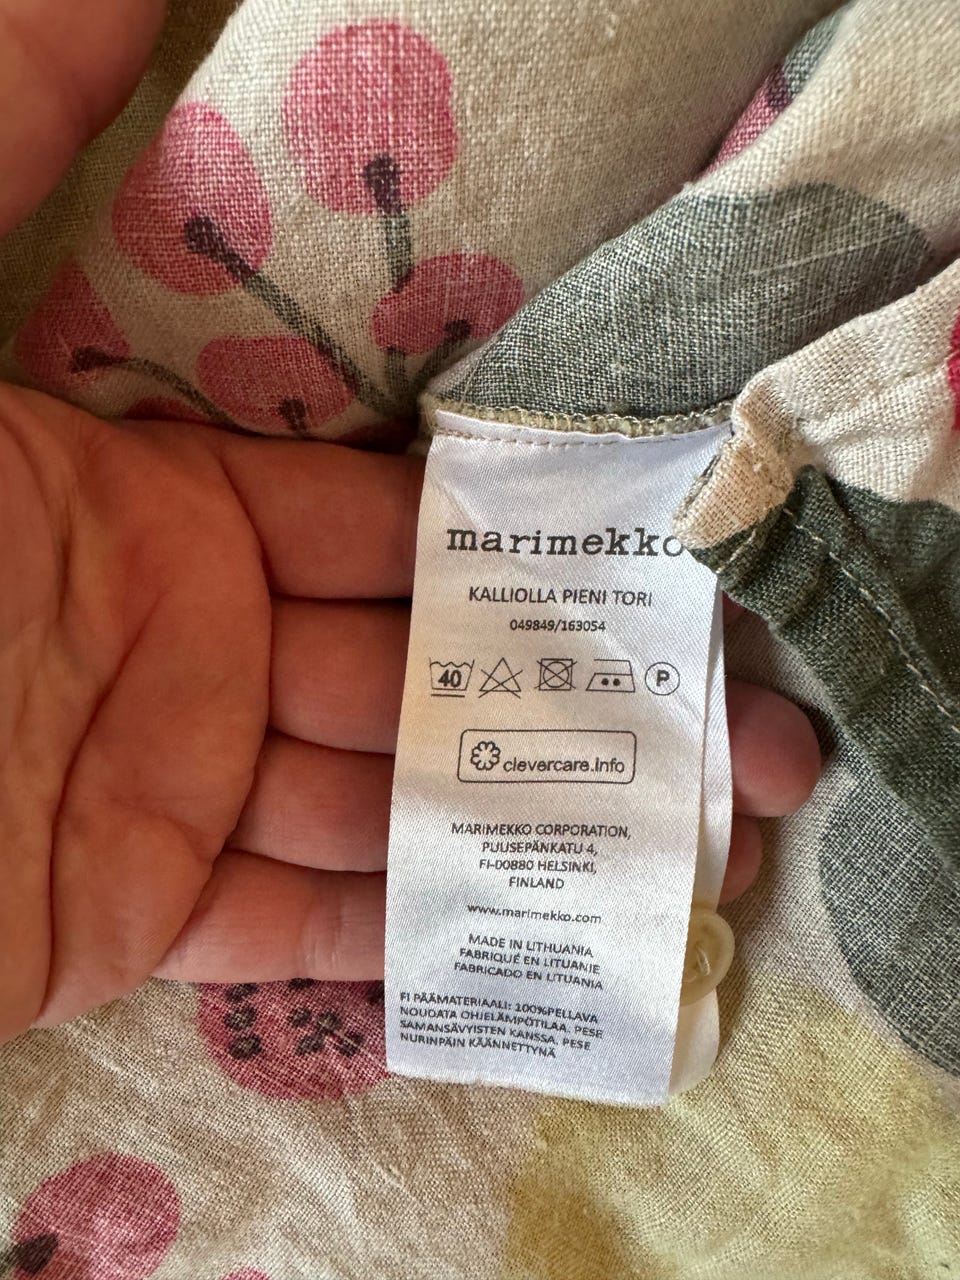 marimekko
KALLIOLLA PIENI TORI
049849/163054
40 P
clevercare.info
MARIMEKKO CORPORATION,
PUUSEPÄNKATU 4,
FI-00880 HELSINKI,
FINLAND
www.marimekko.com
MADE IN LITHUANIA
FABRIQUÉ EN LITUANIE
FABRICADO EN LITUANIA
FI PÄÄMATERIAALI: 100%PELLAVA
NOUDATA OHJELÄMPÖTILAA. PESE
SAMANSÄVYISTEN KANSSA. PESE
NURINPÄIN KÄÄNNETTYNÄ